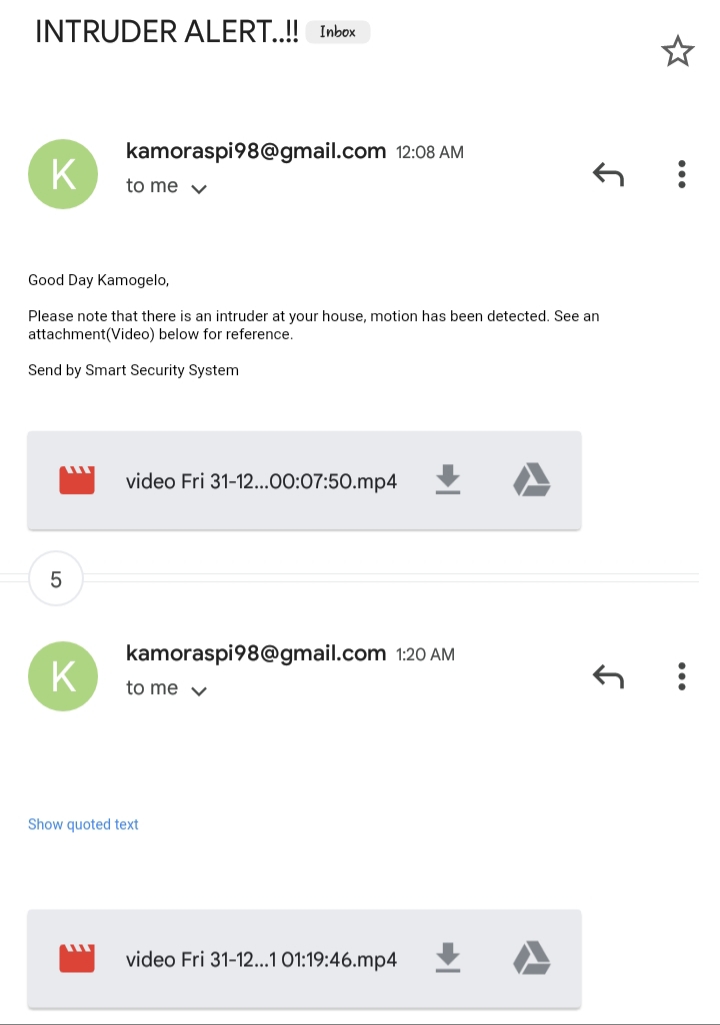 INTRUDER ALERT..!! Inbox
K
kamoraspi98@gmail.com 12:08 AM
to me
Good Day Kamogelo,
Please note that there is an intruder at your house, motion has been detected. See an
attachment(Video) below for reference.
Send by Smart Security System
video Fri 31-12...00:07:50.mp4
5
K
kamoraspi98@gmail.com 1:20 AM
to me
Show quoted text
video Fri 31-12...1 01:19:46.mp4